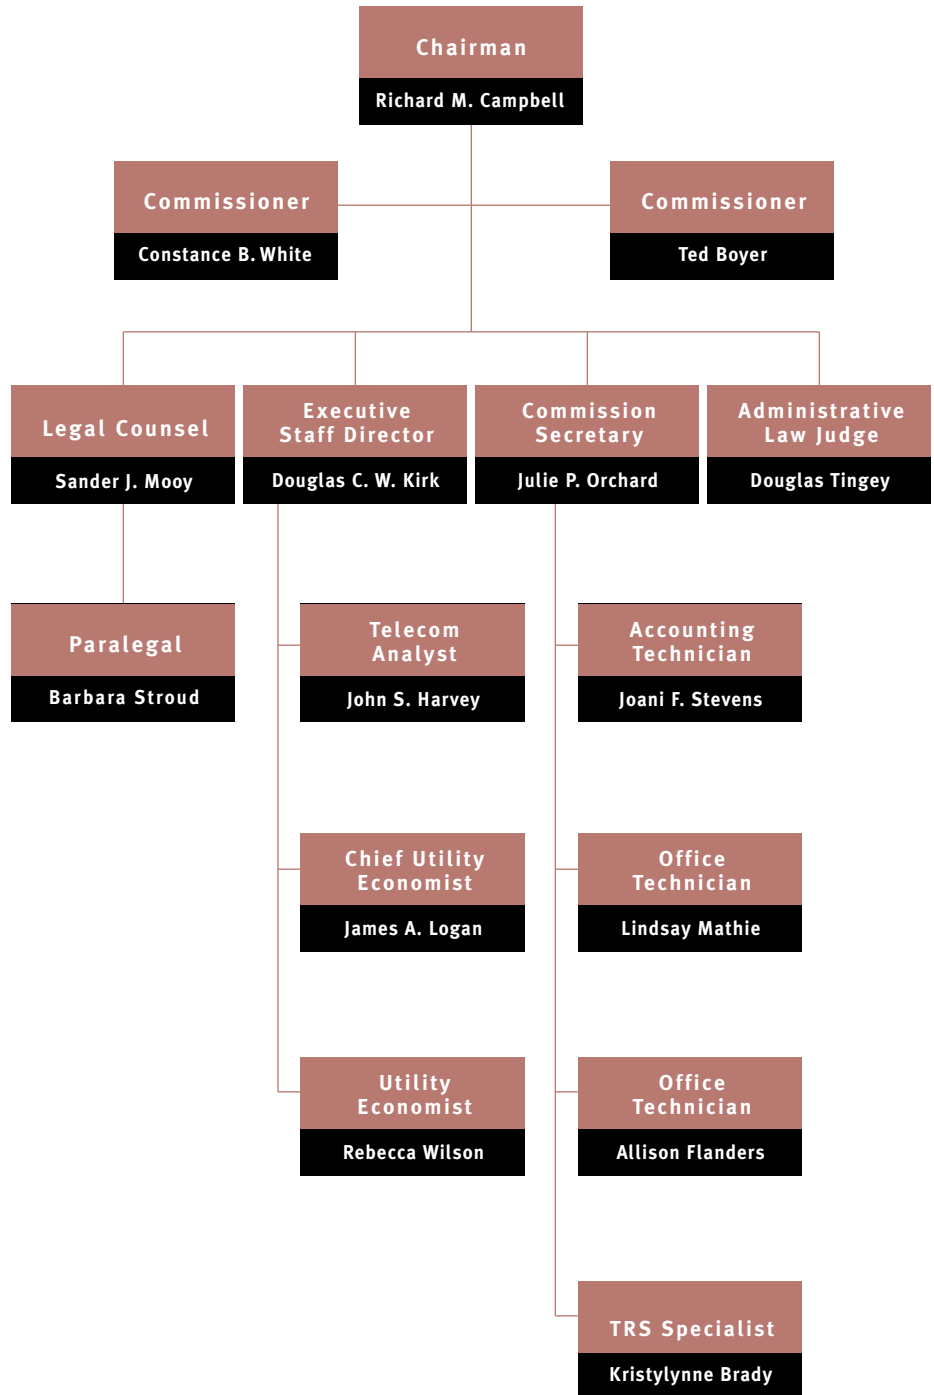 Chairman
Richard M. Campbell
Commissioner
Constance B. White
Commissioner
Ted Boyer
Legal Counsel
Sander J. Mooy
Executive
Staff Director
Douglas C. W. Kirk
Commission
Secretary
Julie P. Orchard
Administrative
Law Judge
Douglas Tingey
Paralegal
Barbara Stroud
Telecom
Analyst
John S. Harvey
Accounting
Technician
Joani F. Stevens
Chief Utility
Economist
James A. Logan
Office
Technician
Lindsay Mathie
Utility
Economist
Rebecca Wilson
Office
Technician
Allison Flanders
TRS Specialist
Kristylynne Brady